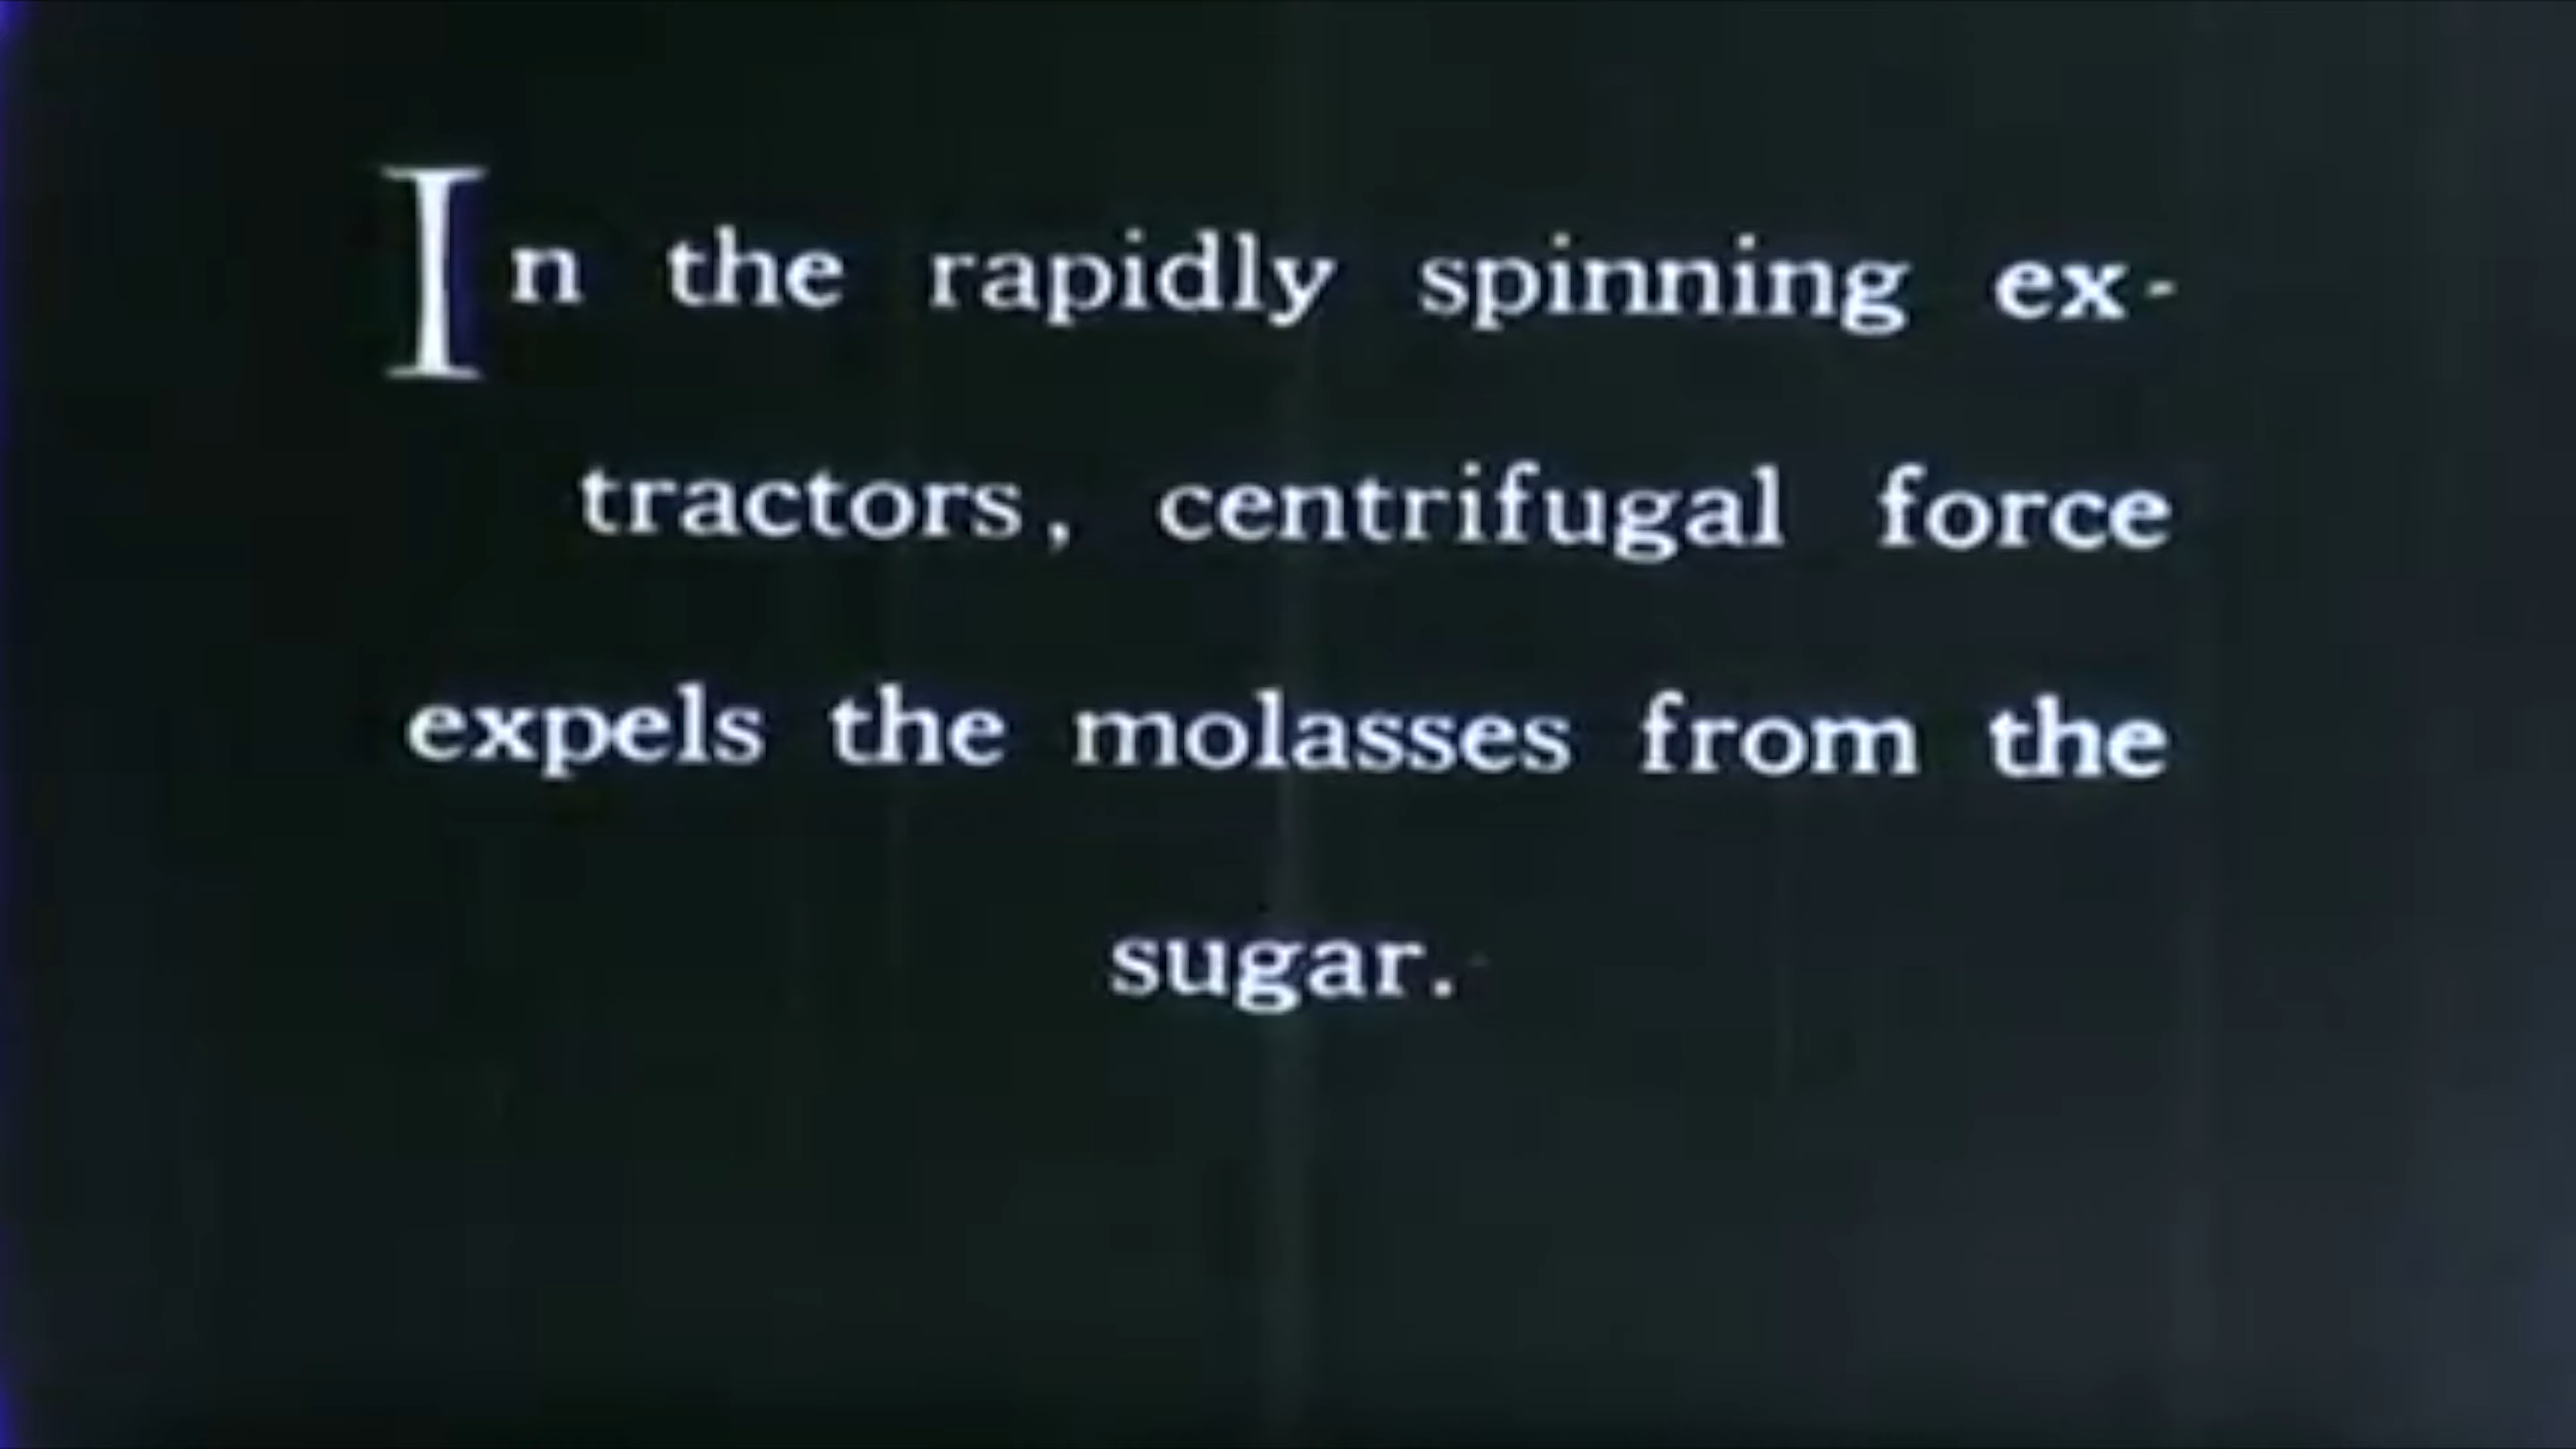 In the rapidly spinning ex-
tractors, centrifugal force
expels the molasses from the
sugar.